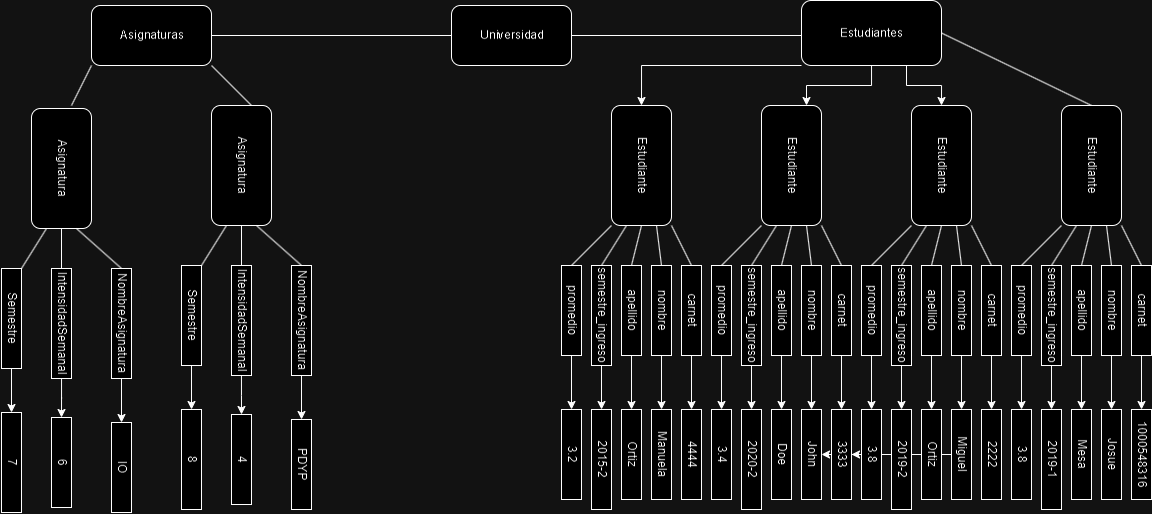 Asignaturas
Universidad
Estudiantes
Asignatura
Asignatura
Estudiante
Estudiante
Estudiante
Estudiante
Semestre
IntensidadSemanal
NombreAsignatura
Semestre
IntensidadSemanal
NombreAsignatura
promedio
semestre_ingreso
apellido
nombre
carnet
promedio
semestre_ingreso
apellido
nombre
carnet
promedio
semestre_ingreso
apellido
nombre
carnet
promedio
semestre_ingreso
apellido
nombre
carnet
7
6
IO
8
4
PDYP
3.2
2015-2
Ortiz
Manuela
4444
3.4
2020-2
Doe
John
3333
3.8
2019-2
Ortiz
Miguel
2222
3.8
2019-1
Mesa
Josue
1000548316